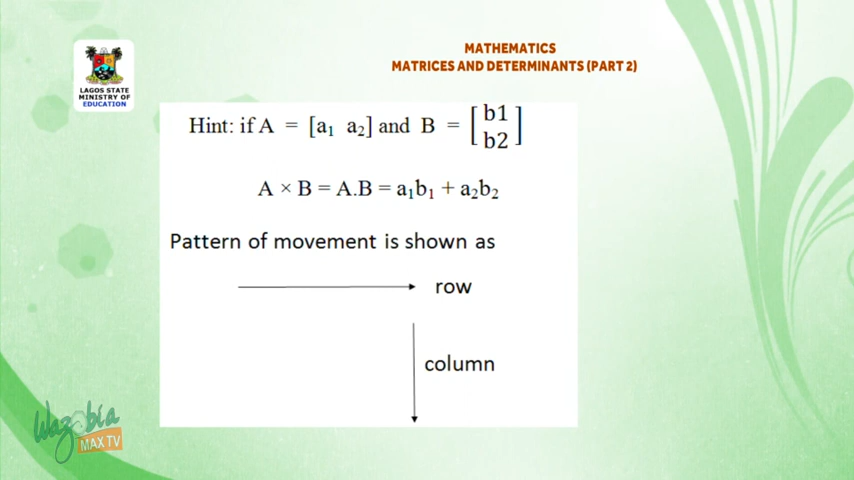 MATHEMATICS
MATRICES AND DETERMINANTS (PART 2)
LAGOS STATE
MINISTRY OF
EDUCATION
Hint: if A = [a₁ a₂] and B = [b1
b2]
A × B = A.B = a₁b₁ + a₂b₂
Pattern of movement is shown as
row
column
Wazobia
MAX TV